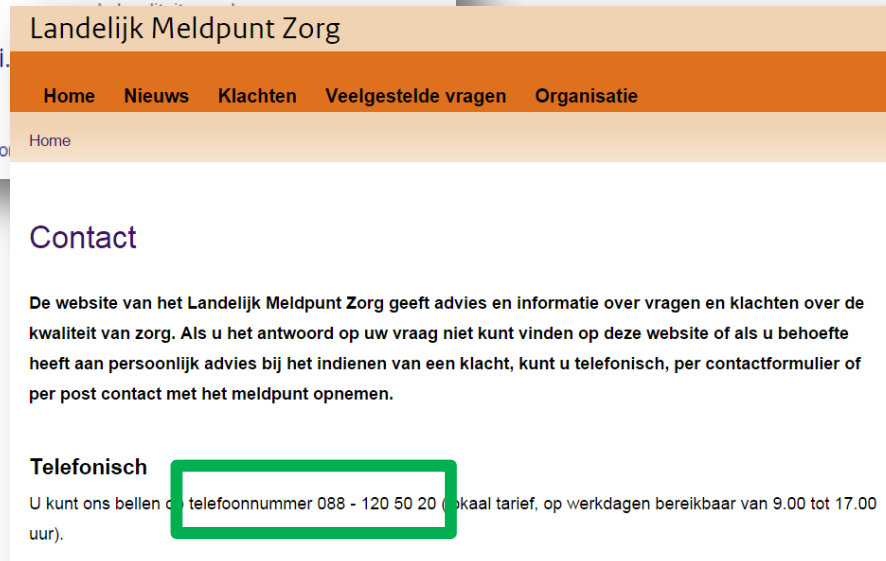 Landelijk Meldpunt Zorg
Home Nieuws Klachten Veelgestelde vragen Organisatie
Home
Contact
De website van het Landelijk Meldpunt Zorg geeft advies en informatie over vragen en klachten over de
kwaliteit van zorg. Als u het antwoord op uw vraag niet kunt vinden op deze website of als u behoefte
heeft aan persoonlijk advies bij het indienen van een klacht, kunt u telefonisch, per contactformulier of
per post contact met het meldpunt opnemen.
Telefonisch
U kunt ons bellen op telefoonnummer 088 - 120 50 20 (lokaal tarief, op werkdagen bereikbaar van 9.00 tot 17.00
uur).